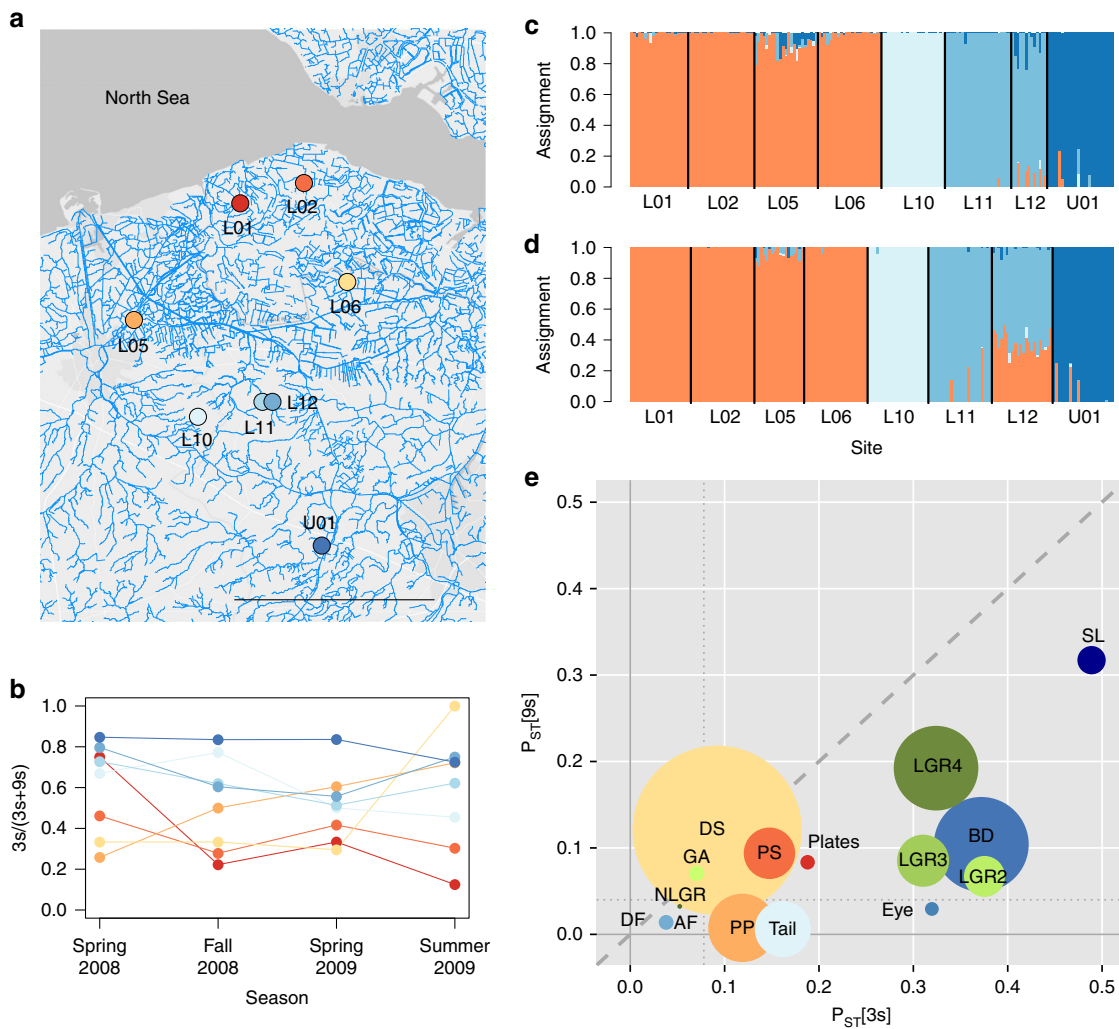 a
North Sea
L01
L02
L05
L06
L10
L11
L12
U01
b
3s/(3s+9s)
1.0
0.8
0.6
0.4
0.2
0.0
Spring
2008
Fall
2008
Spring
2009
Summer
2009
Season
c
Assignment
1.0
0.8
0.6
0.4
0.2
0.0
L01 L02 L05 L06 L10 L11 L12 U01
d
Assignment
1.0
0.8
0.6
0.4
0.2
0.0
L01 L02 L05 L06 L10 L11 L12 U01
Site
e
PST[9s]
0.5
0.4
0.3
0.2
0.1
0.0
SL
LGR4
DS
BD
PS
Plates
GA
LGR3
LGR2
NLGR
Eye
DF
AF
PP
Tail
0.0 0.1 0.2 0.3 0.4 0.5
PST[3s]